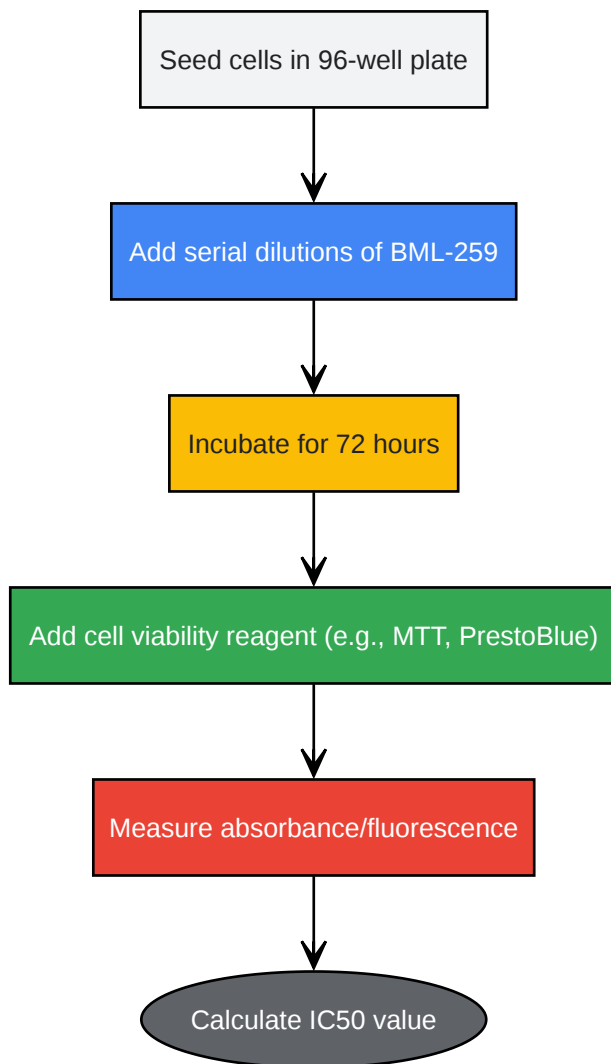 Seed cells in 96-well plate
Add serial dilutions of BML-259
Incubate for 72 hours
Add cell viability reagent (e.g., MTT, PrestoBlue)
Measure absorbance/fluorescence
Calculate IC50 value